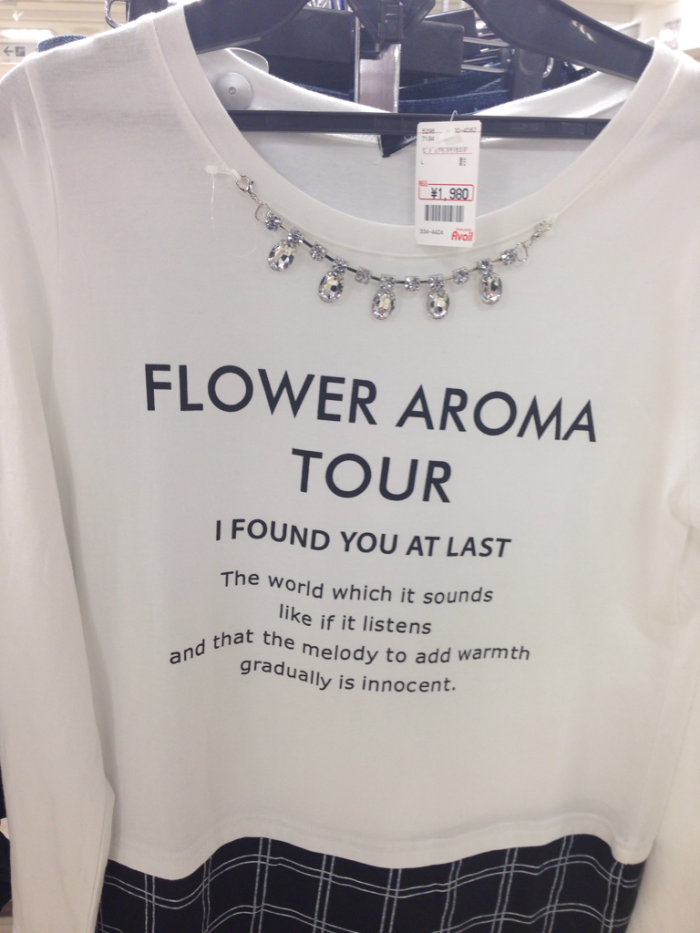 ¥1,980
Avail
FLOWER AROMA
TOUR
I FOUND YOU AT LAST
The world which it sounds
like if it listens
and that the melody to add warmth
gradually is innocent.